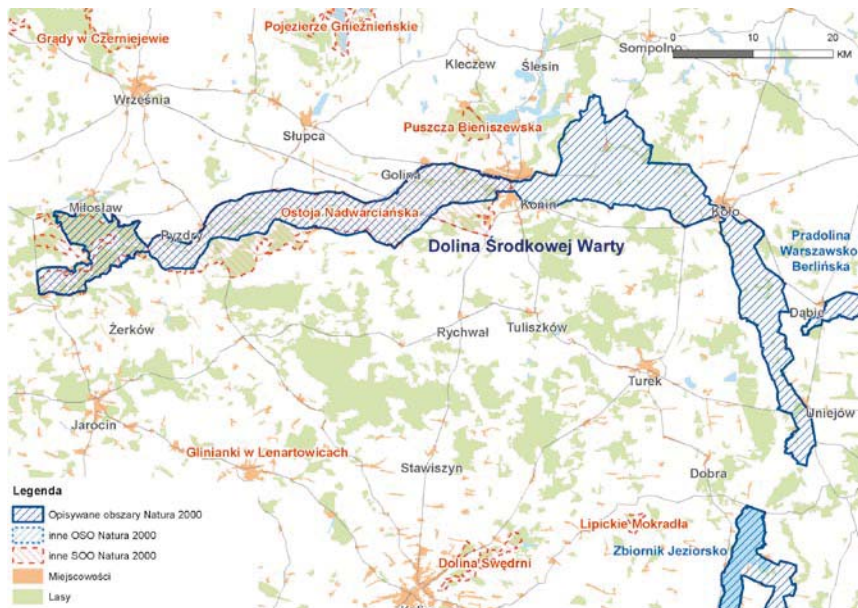 Pojezierze Gnieźnieńskie
Grądy w Czerniejewie
Sompolno
0 10 20
KM
Kleczew
Ślesin
Września
Słupca
Puszcza Bieniszewska
Golina
Miłosław
Pyzdry
Ostoja Nadwarciańska
Konin
Koło
Dolina Środkowej Warty
Pradolina
Warszawsko
Berlińska
Dąbie
Żerków
Rychwał
Tuliszków
Turek
Jarocin
Uniejów
Glinianki w Lenartowicach
Stawiszyn
Dobra
Legenda
Opisywane obszary Natura 2000
inne OSO Natura 2000
inne SOO Natura 2000
Miejscowości
Lasy
Lipickie Mokradła
Zbiornik Jeziorsko
Dolina Swędrni